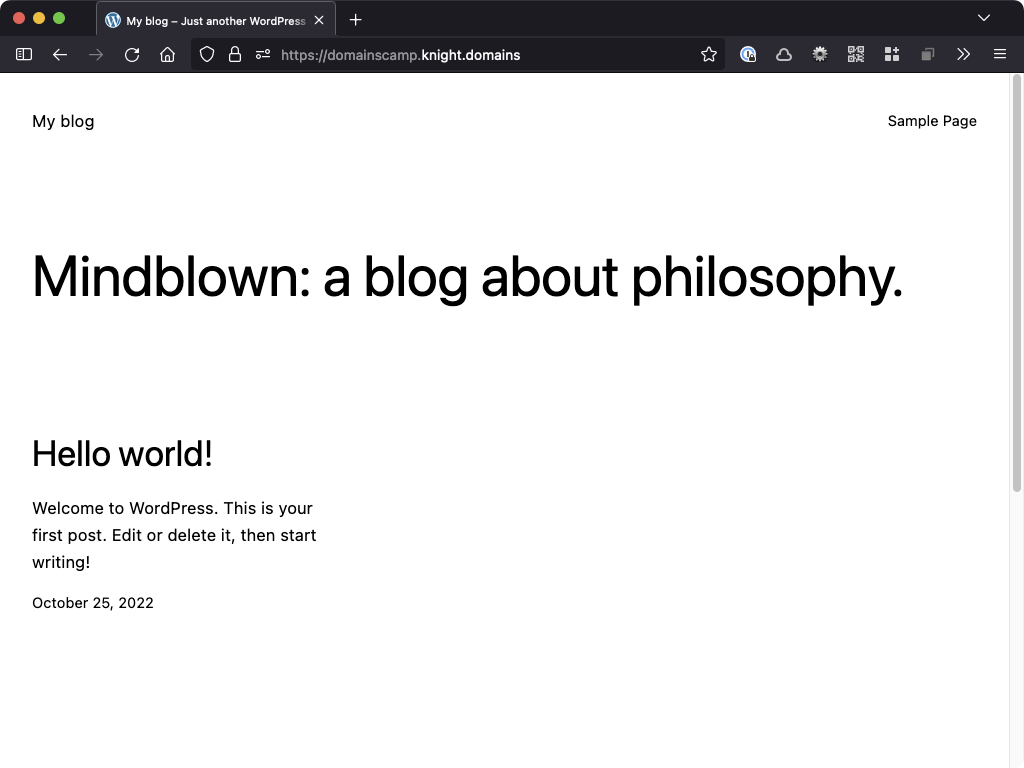 My blog – Just another WordPress
https://domainscamp.knight.domains
My blog
Sample Page
Mindblown: a blog about philosophy.
Hello world!
Welcome to WordPress. This is your
first post. Edit or delete it, then start
writing!
October 25, 2022